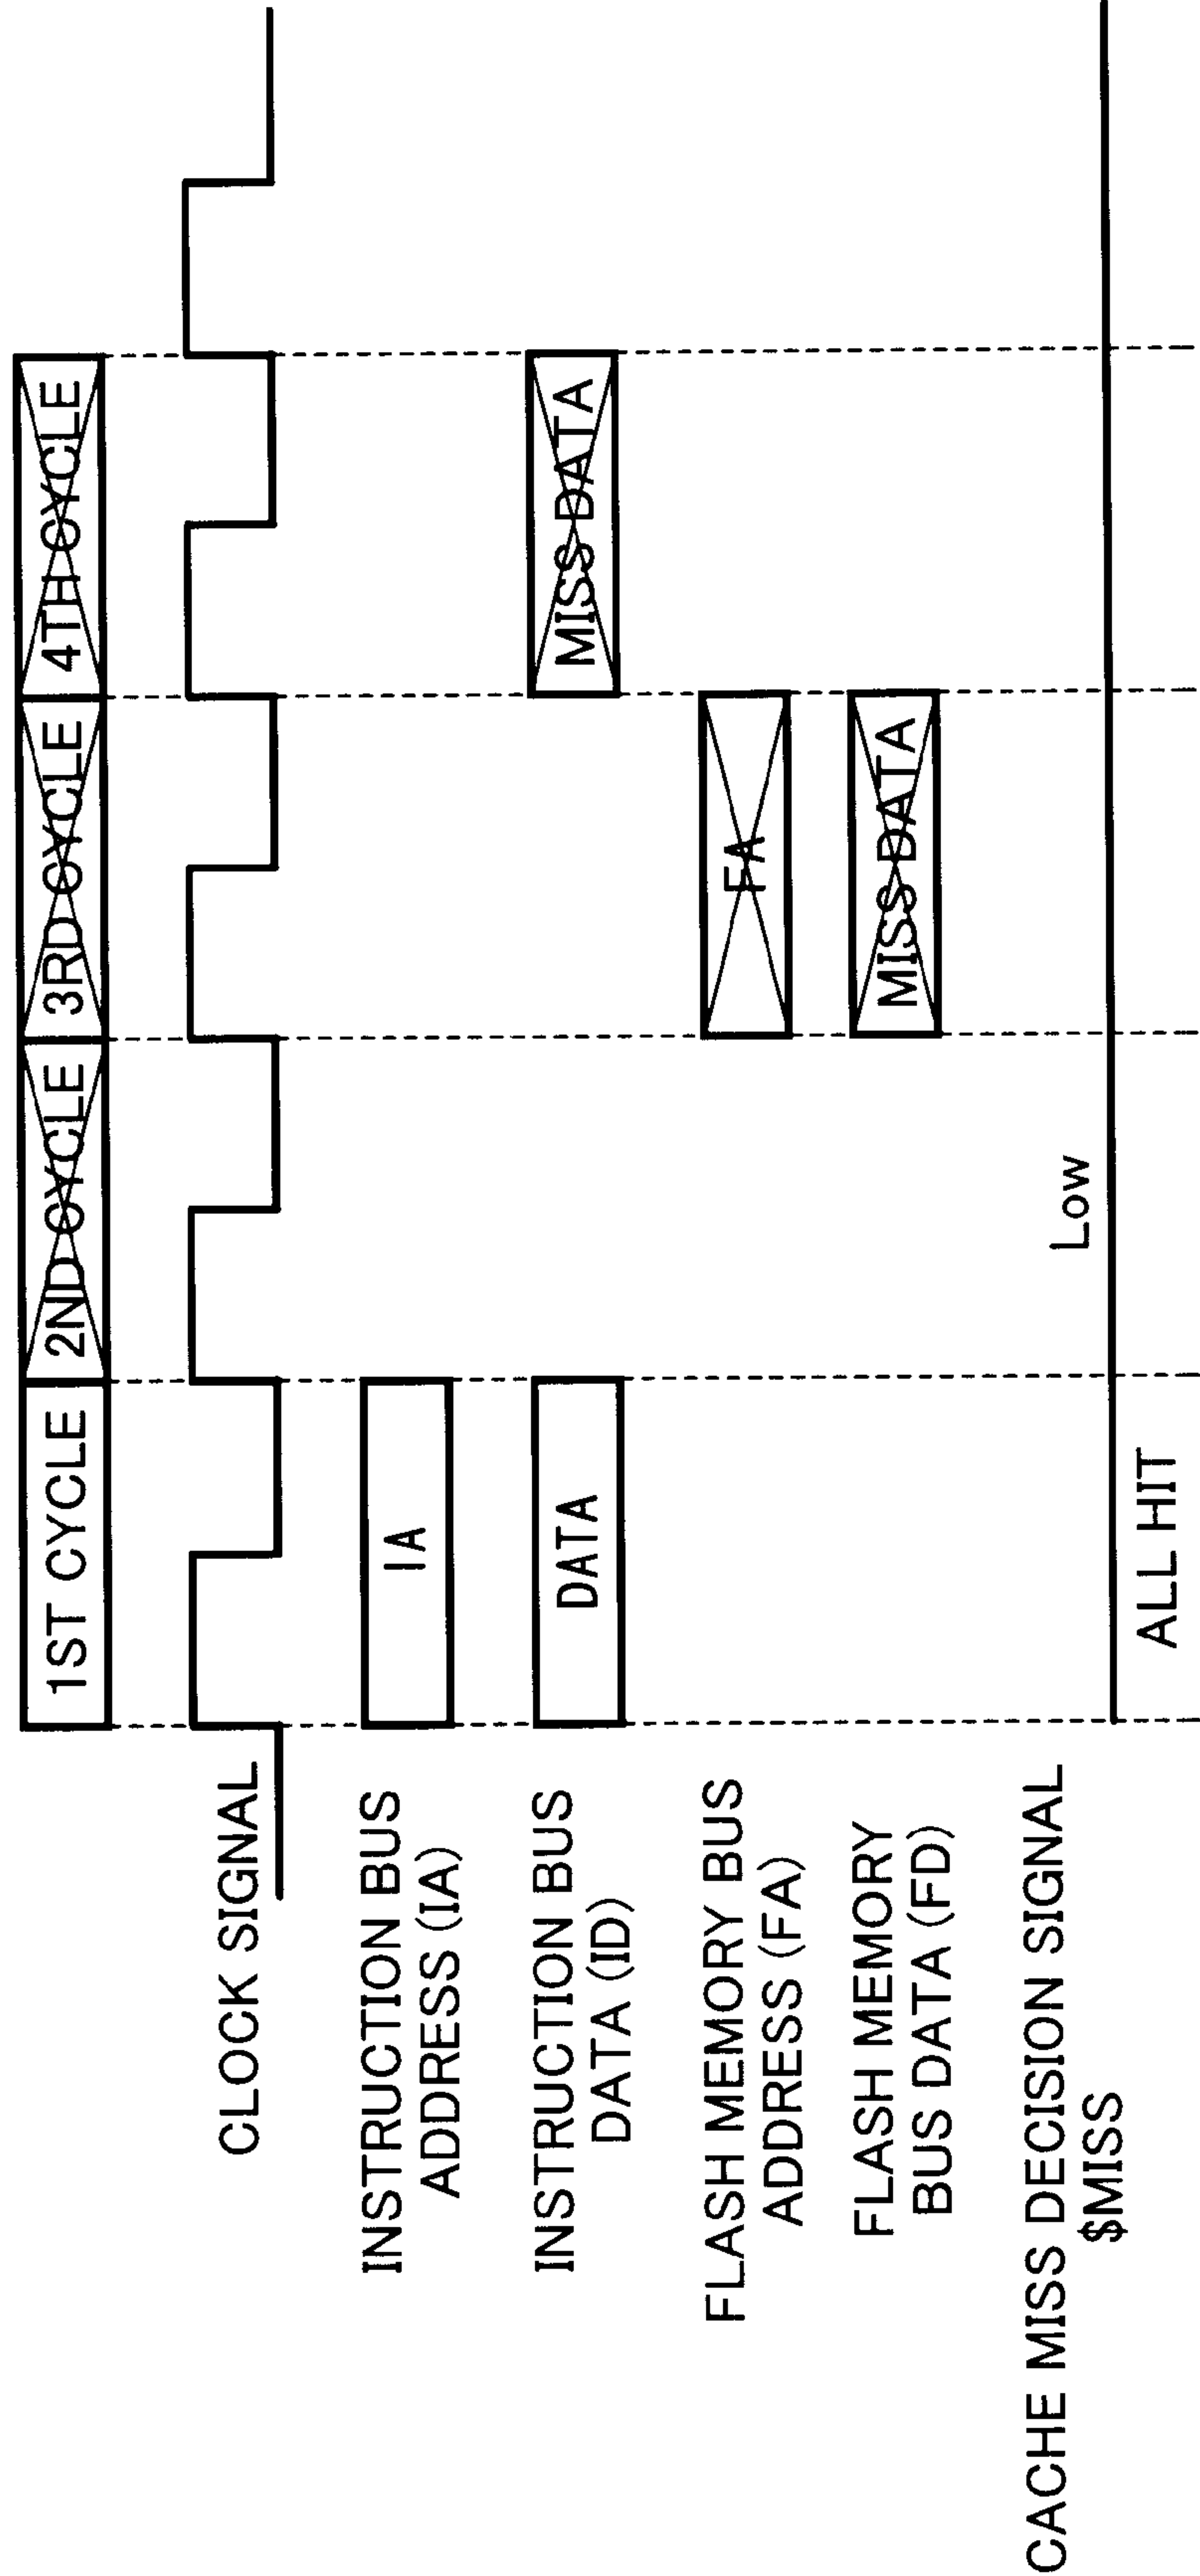 1ST CYCLE
2ND CYCLE
3RD CYCLE
4TH CYCLE
CLOCK SIGNAL
INSTRUCTION BUS
ADDRESS (IA)
IA
INSTRUCTION BUS
DATA (ID)
DATA
MISS DATA
FLASH MEMORY BUS
ADDRESS (FA)
FA
FLASH MEMORY
BUS DATA (FD)
MISS DATA
CACHE MISS DECISION SIGNAL
$MISS
Low
ALL HIT